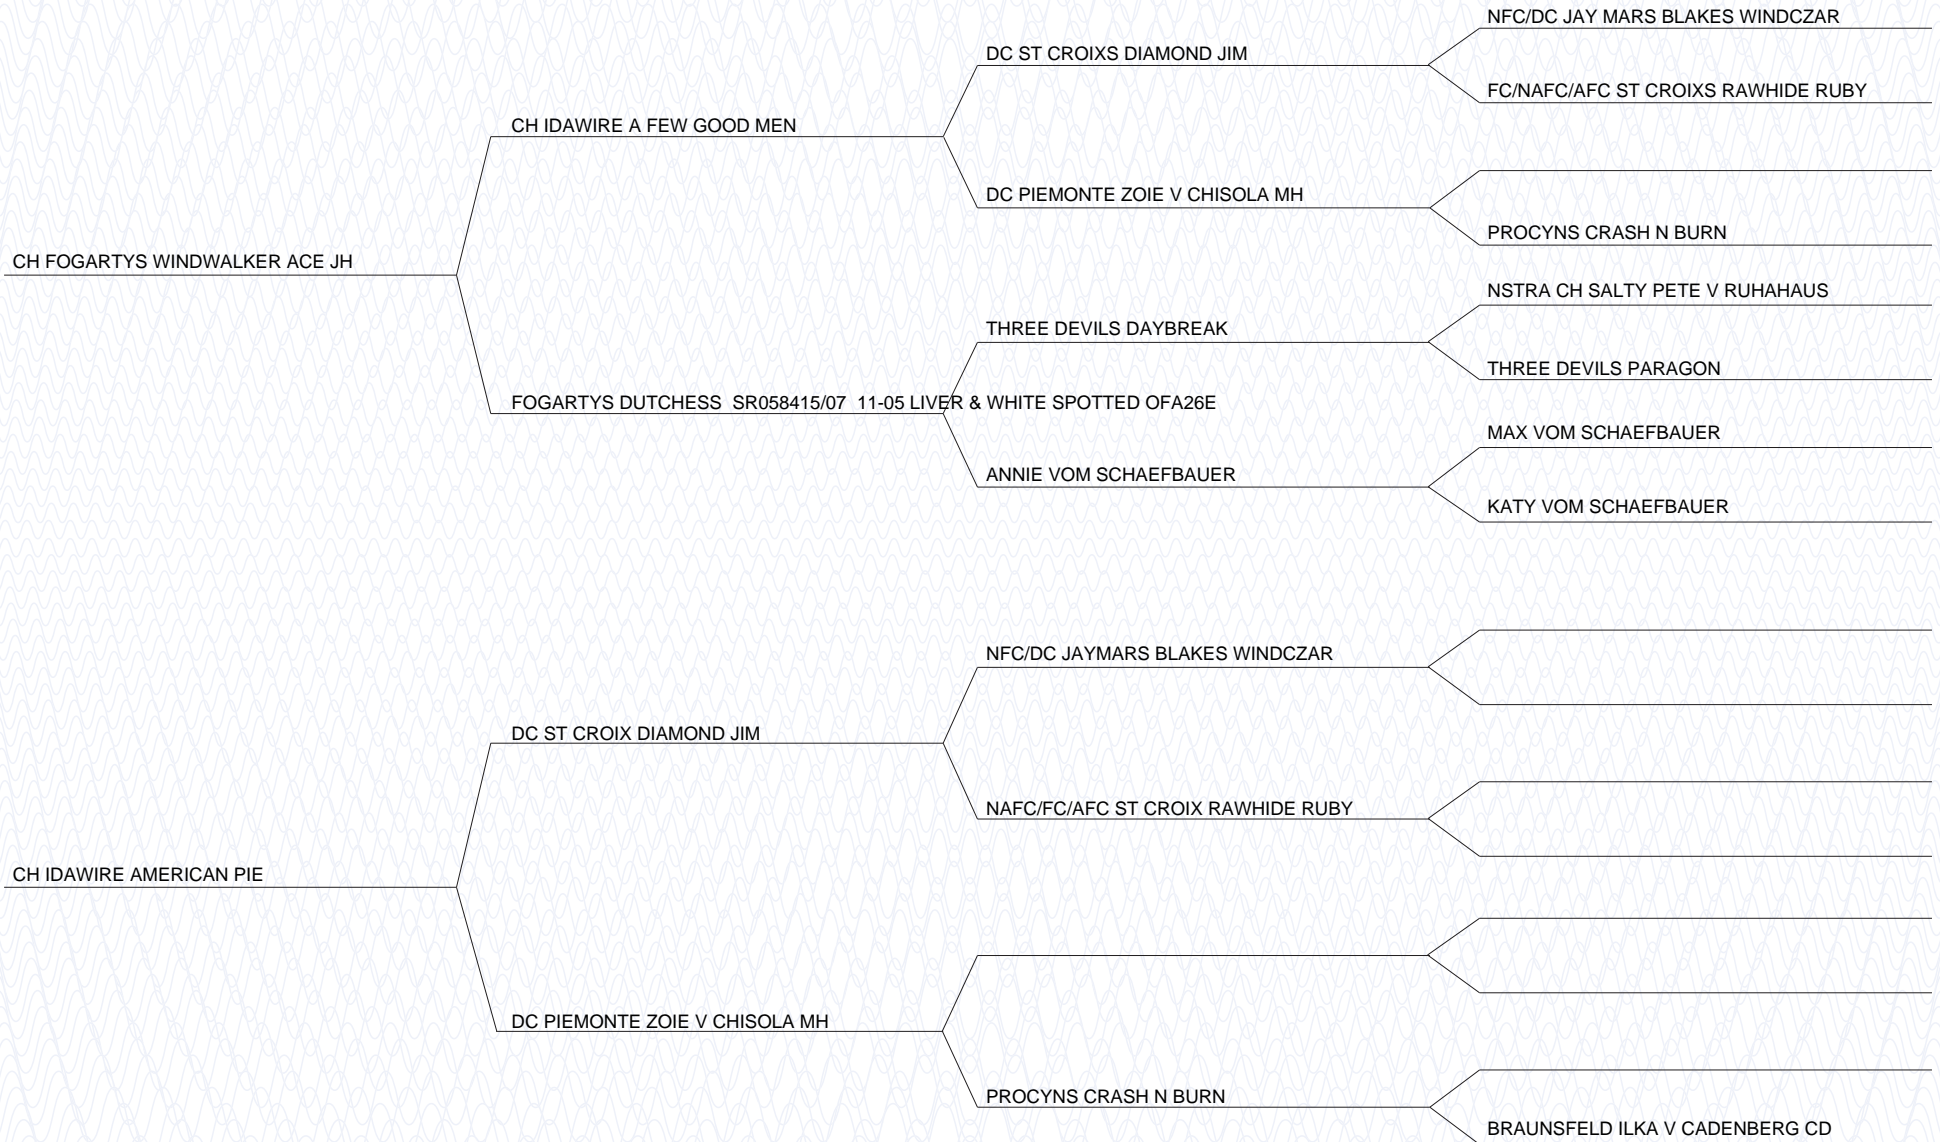 NFC/DC JAY MARS BLAKES WINDCZAR
DC ST CROIXS DIAMOND JIM
FC/NAFC/AFC ST CROIXS RAWHIDE RUBY
CH IDAWIRE A FEW GOOD MEN
DC PIEMONTE ZOIE V CHISOLA MH
PROCYNS CRASH N BURN
CH FOGARTYS WINDWALKER ACE JH
NSTRA CH SALTY PETE V RUHAHAUS
THREE DEVILS DAYBREAK
THREE DEVILS PARAGON
FOGARTYS DUTCHESS  SR058415/07  11-05 LIVER & WHITE SPOTTED OFA26E
MAX VOM SCHAEFBAUER
ANNIE VOM SCHAEFBAUER
KATY VOM SCHAEFBAUER
NFC/DC JAYMARS BLAKES WINDCZAR
DC ST CROIX DIAMOND JIM
NAFC/FC/AFC ST CROIX RAWHIDE RUBY
CH IDAWIRE AMERICAN PIE
DC PIEMONTE ZOIE V CHISOLA MH
PROCYNS CRASH N BURN
BRAUNSFELD ILKA V CADENBERG CD